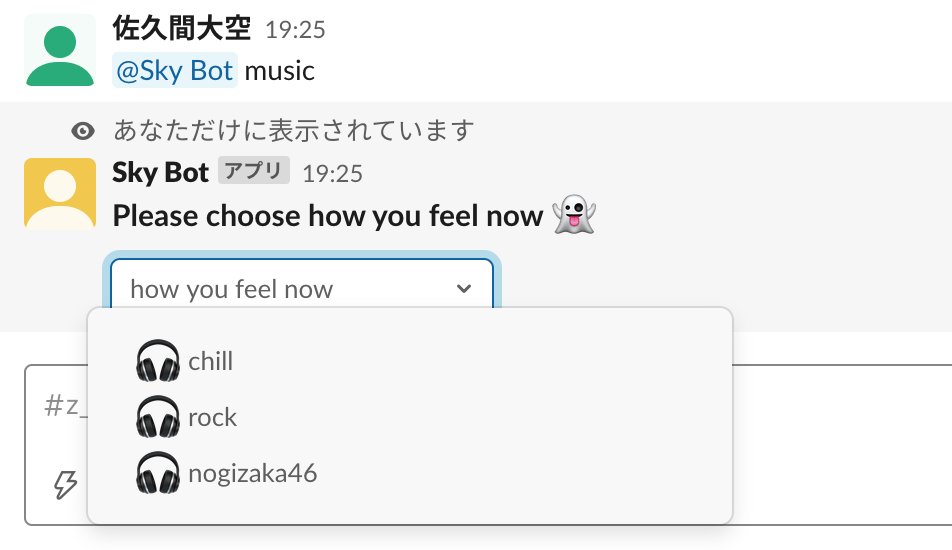 佐久間大空 19:25
@Sky Bot music
あなただけに表示されています
Sky Bot アプリ 19:25
Please choose how you feel now
how you feel now
chill
rock
nogizaka46
#z_